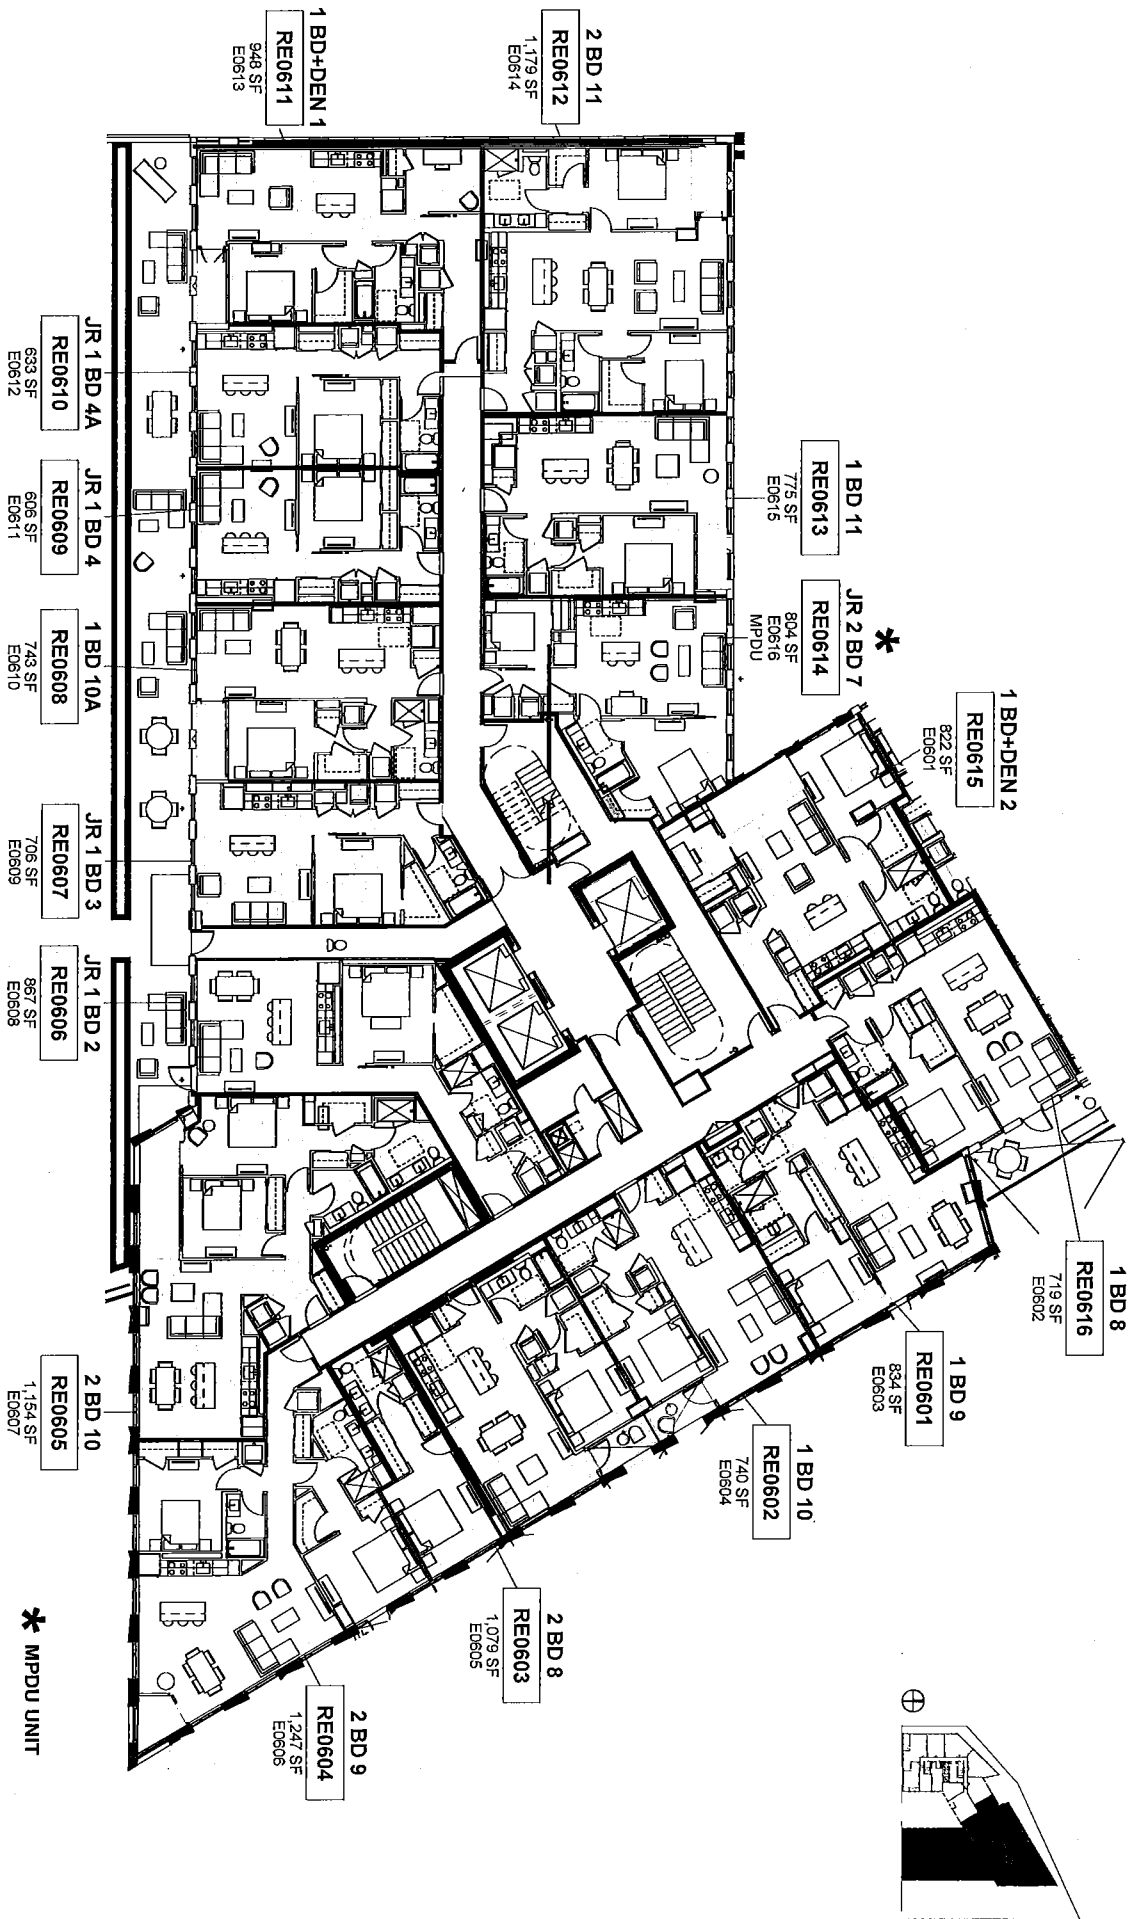 1 BD+DEN 1
RE0611
948 SF
E0613
2 BD 11
RE0612
1,179 SF
E0614
JR 1 BD 4A
RE0610
633 SF
E0612
JR 1 BD 4
RE0609
606 SF
E0611
1 BD 10A
RE0608
743 SF
E0610
JR 1 BD 3
RE0607
706 SF
E0609
JR 1 BD 2
RE0606
867 SF
E0608
2 BD 10
RE0605
1,154 SF
E0607
1 BD 11
RE0613
775 SF
E0615
*
JR 2 BD 7
RE0614
804 SF
E0616
MPDU
1 BD+DEN 2
RE0615
822 SF
E0601
1 BD 8
RE0616
719 SF
E0602
1 BD 9
RE0601
834 SF
E0603
1 BD 10
RE0602
740 SF
E0604
2 BD 8
RE0603
1,079 SF
E0605
2 BD 9
RE0604
1,247 SF
E0606
* MPDU UNIT